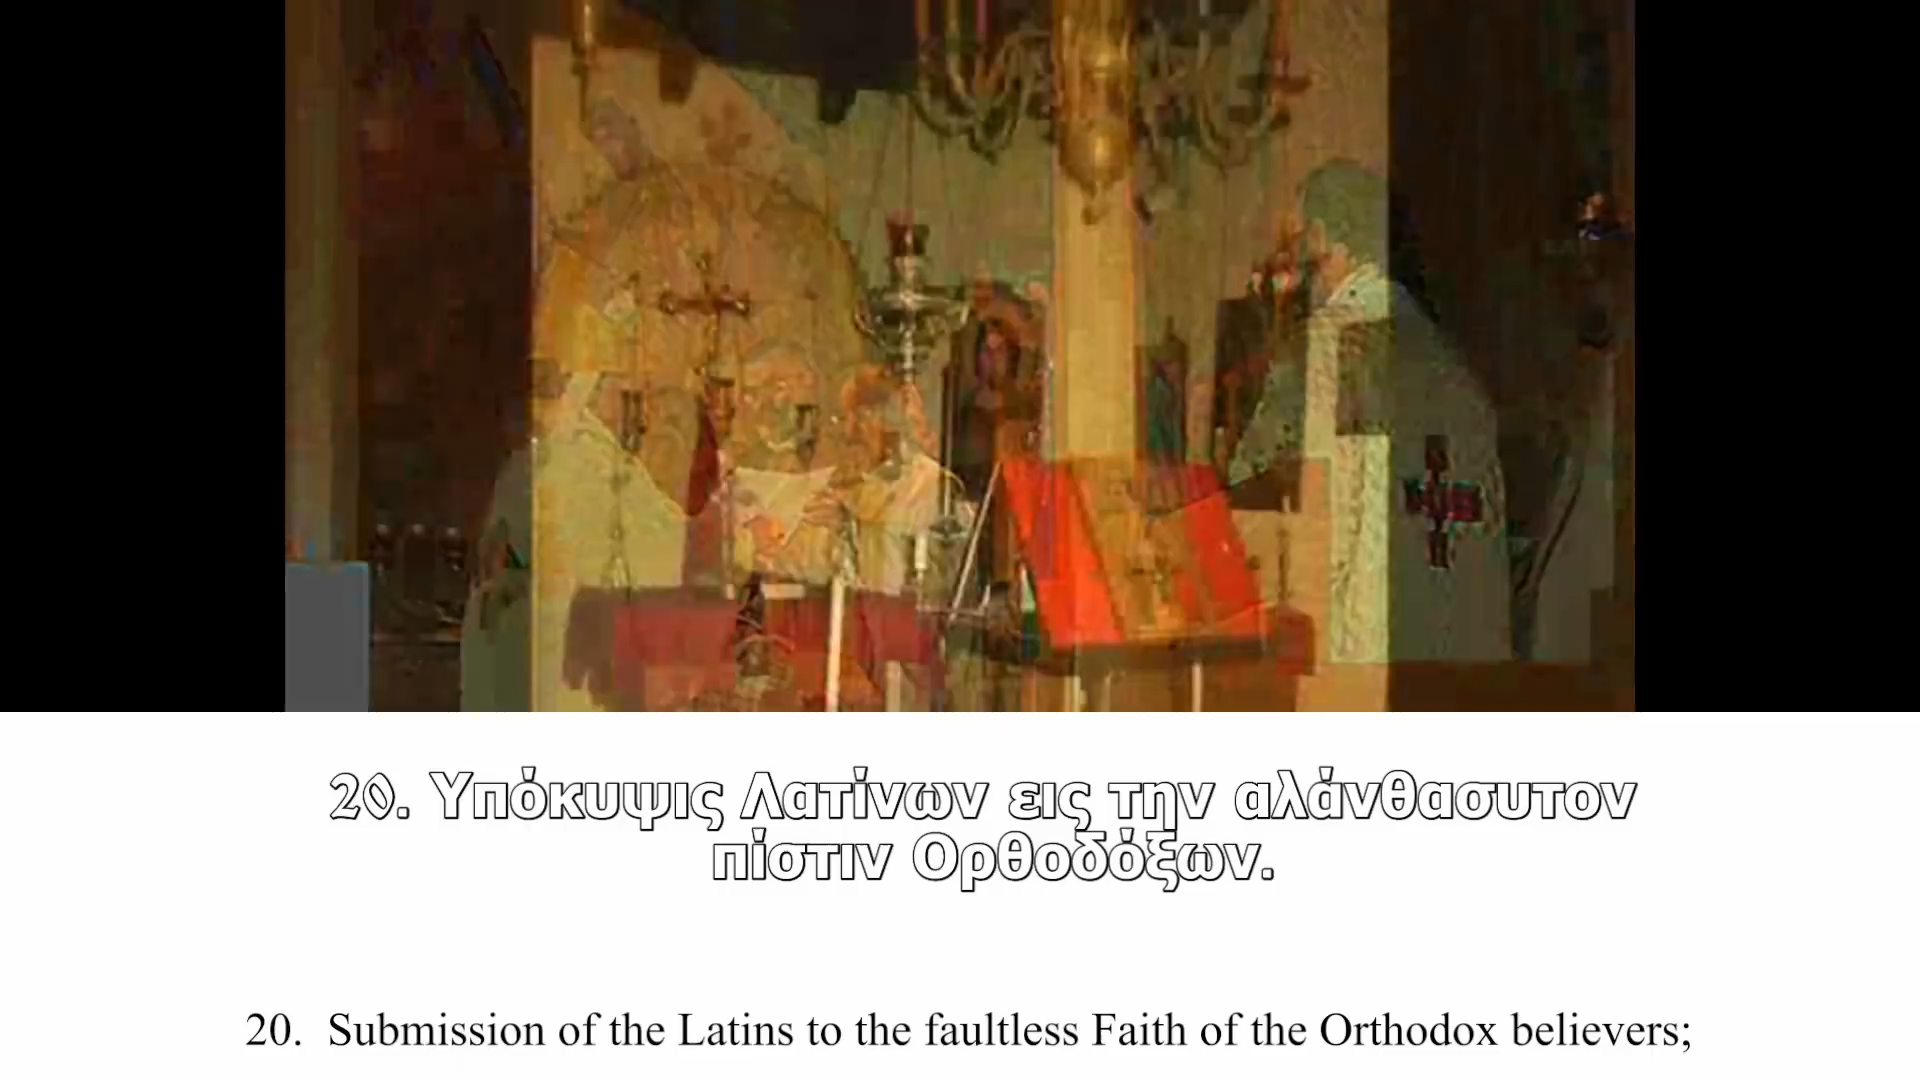 20. Υπόκυψις Λατίνων εις την αλάνθασυτον
πίστιν Ορθοδόξων.
20. Submission of the Latins to the faultless Faith of the Orthodox believers;